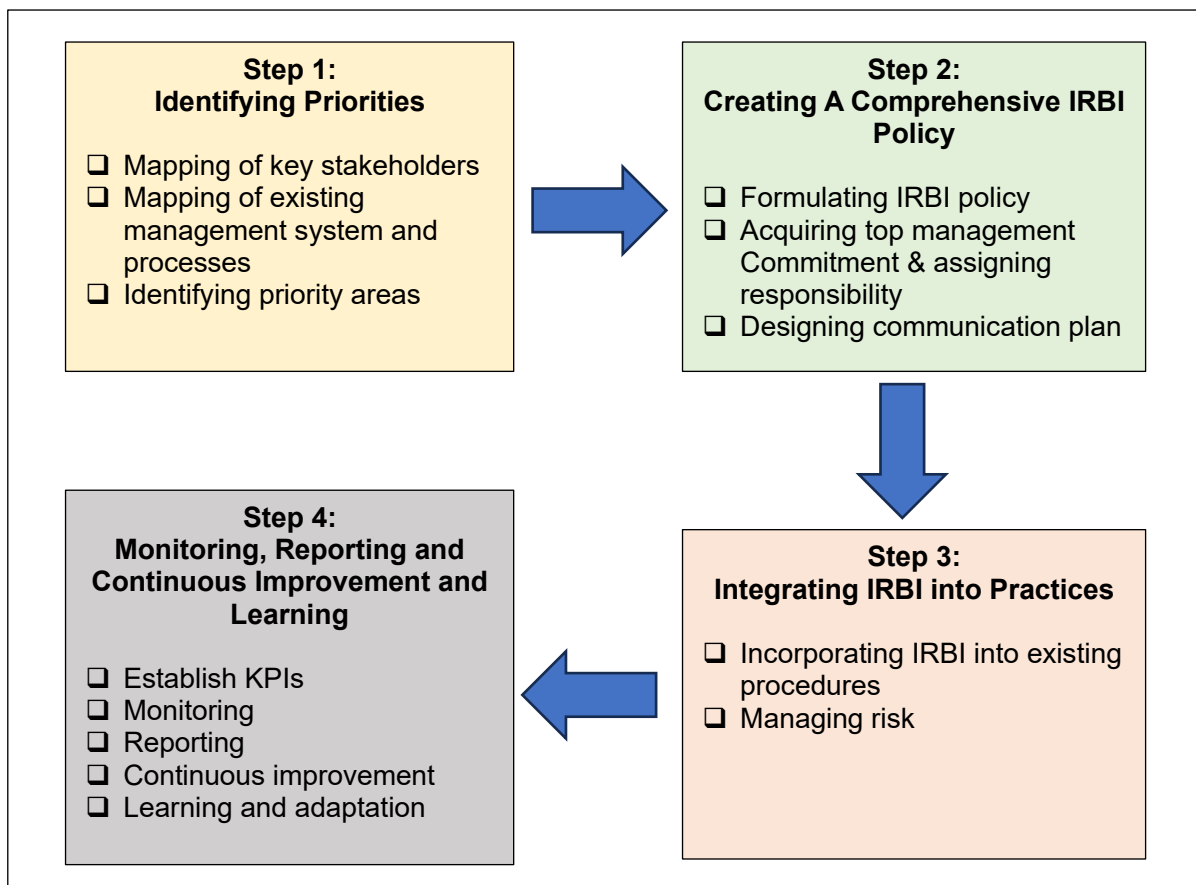 Step 1:
Identifying Priorities
❑ Mapping of key stakeholders
❑ Mapping of existing
management system and
processes
❑ Identifying priority areas
Step 2:
Creating A Comprehensive IRBI
Policy
❑ Formulating IRBI policy
❑ Acquiring top management
Commitment & assigning
responsibility
❑ Designing communication plan
Step 3:
Integrating IRBI into Practices
❑ Incorporating IRBI into existing
procedures
❑ Managing risk
Step 4:
Monitoring, Reporting and
Continuous Improvement and
Learning
❑ Establish KPIs
❑ Monitoring
❑ Reporting
❑ Continuous improvement
❑ Learning and adaptation